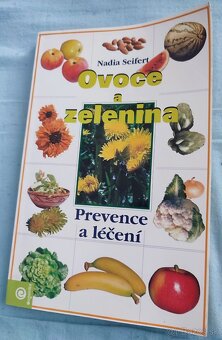 Nadia Seifert
Ovoce
a
zelenina
Prevence
a léčení